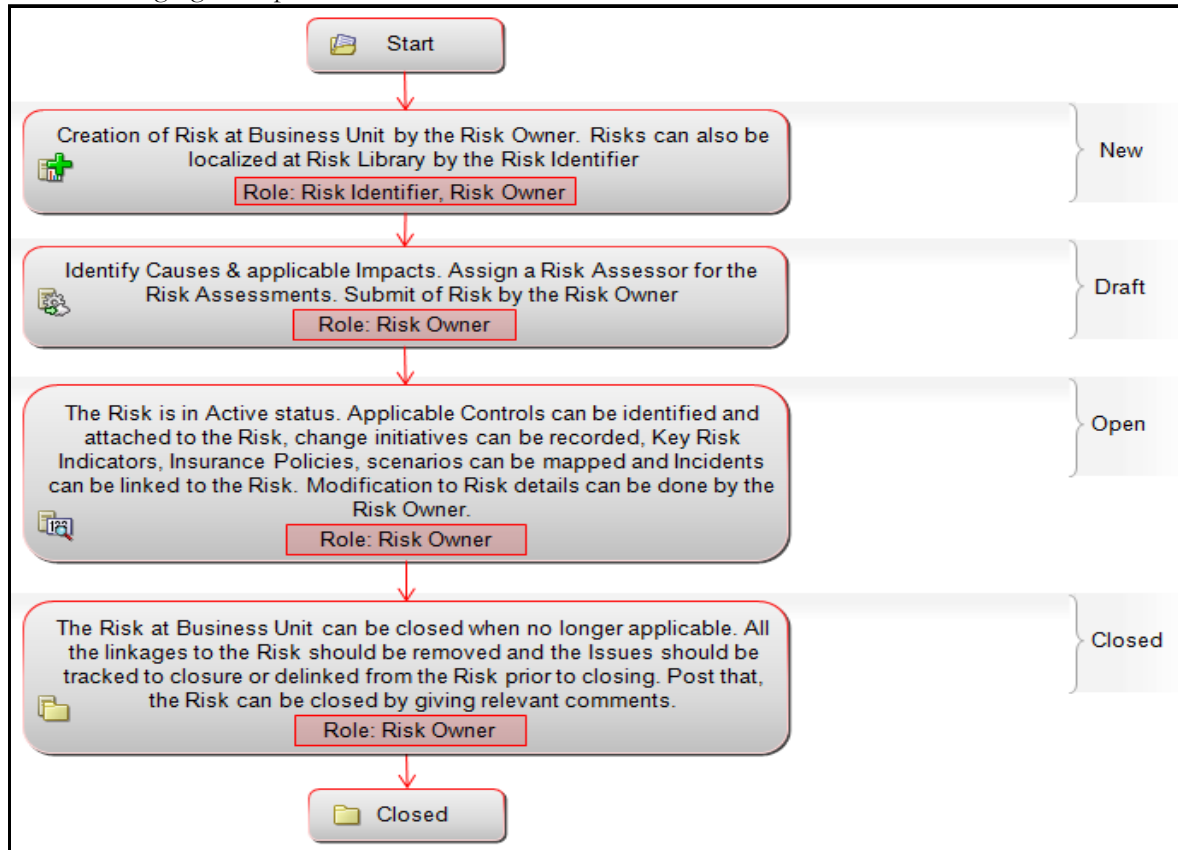 Start
Creation of Risk at Business Unit by the Risk Owner. Risks can also be
localized at Risk Library by the Risk Identifier
Role: Risk Identifier, Risk Owner
New
Identify Causes & applicable Impacts. Assign a Risk Assessor for the
Risk Assessments. Submit of Risk by the Risk Owner
Role: Risk Owner
Draft
The Risk is in Active status. Applicable Controls can be identified and
attached to the Risk, change initiatives can be recorded, Key Risk
Indicators, Insurance Policies, scenarios can be mapped and Incidents
can be linked to the Risk. Modification to Risk details can be done by the
Risk Owner.
Role: Risk Owner
Open
The Risk at Business Unit can be closed when no longer applicable. All
the linkages to the Risk should be removed and the Issues should be
tracked to closure or delinked from the Risk prior to closing. Post that,
the Risk can be closed by giving relevant comments.
Role: Risk Owner
Closed
Closed